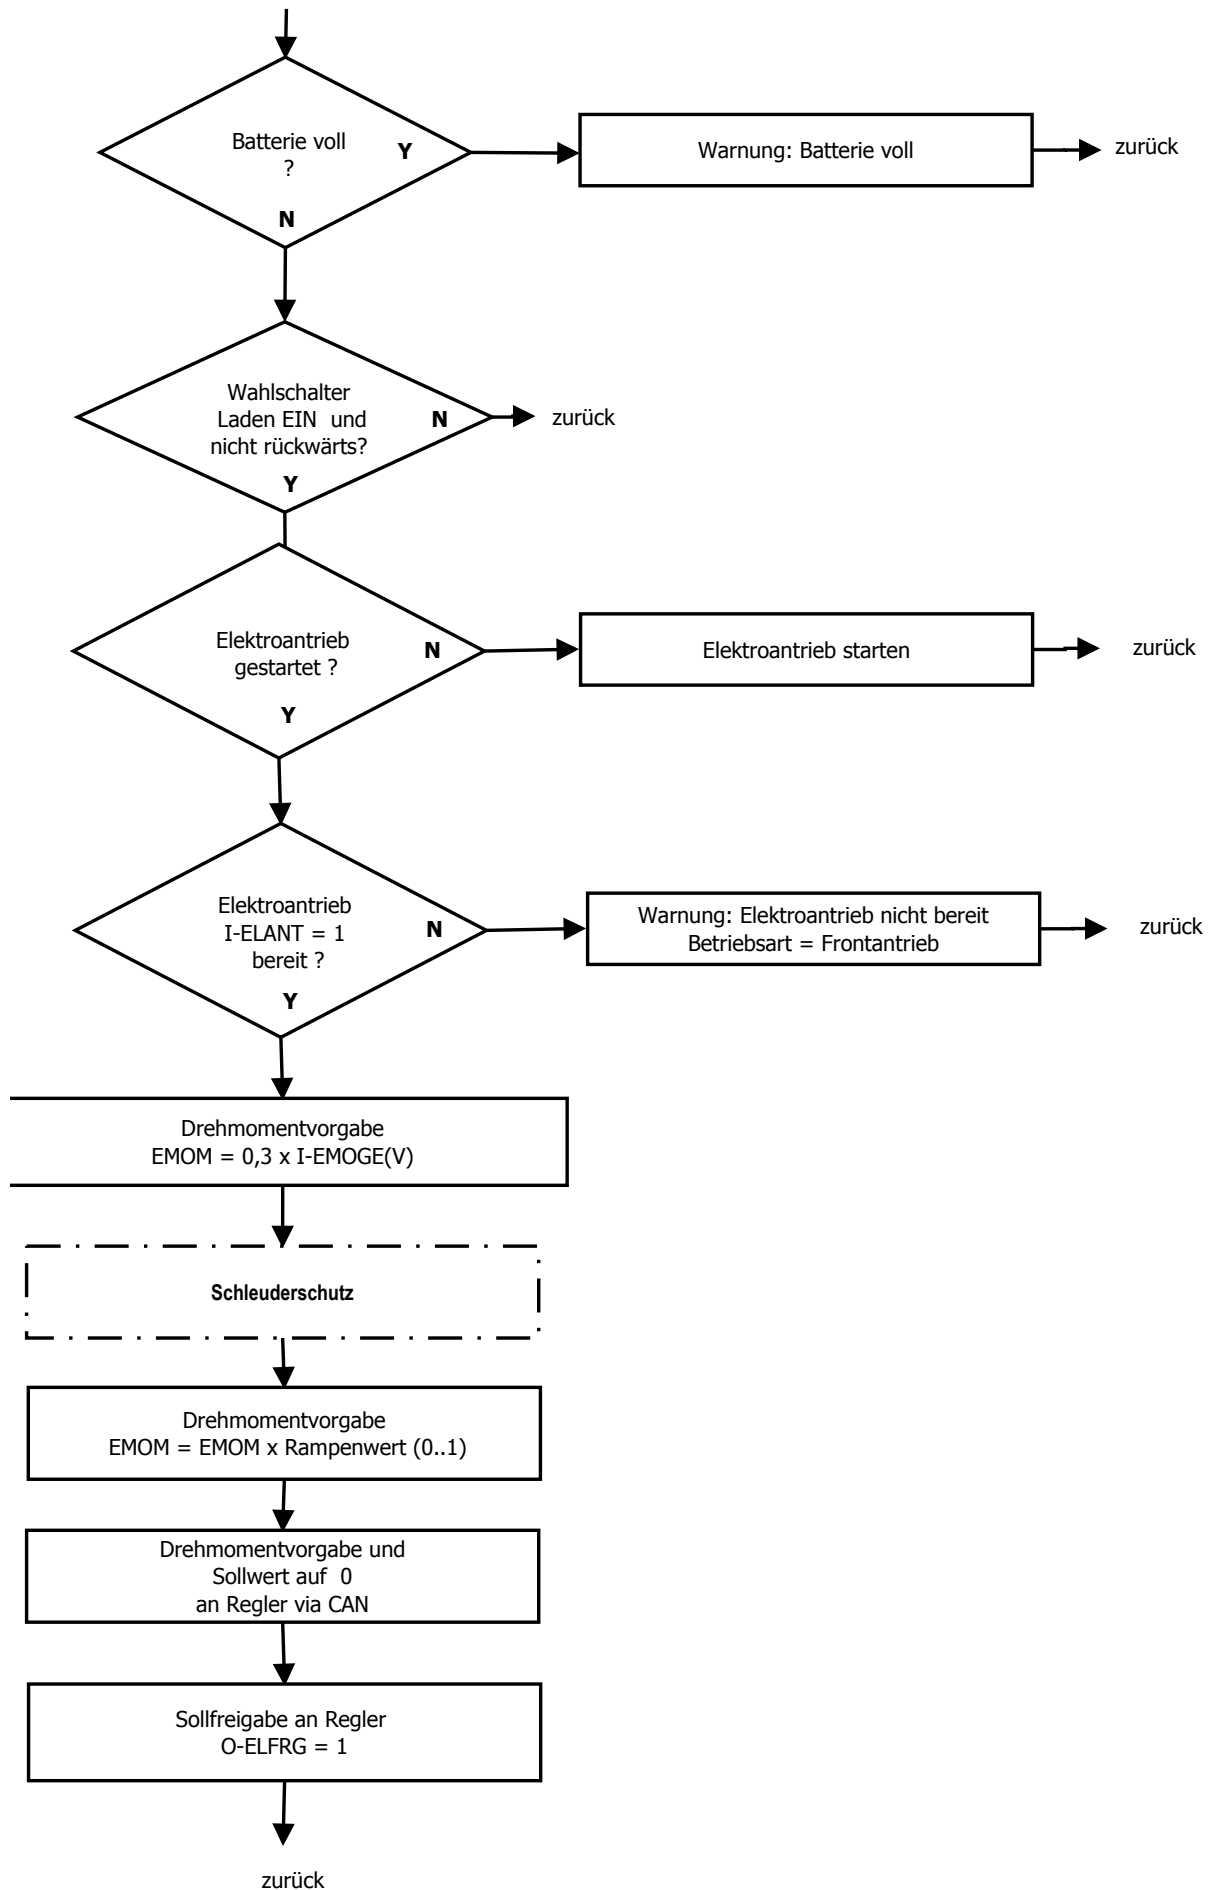 Batterie voll
?
Y
N
Warnung: Batterie voll
zurück
Wahlschalter
Laden EIN und
nicht rückwärts?
N
Y
zurück
Elektroantrieb
gestartet ?
N
Y
Elektroantrieb starten
zurück
Elektroantrieb
I-ELANT = 1
bereit ?
N
Y
Warnung: Elektroantrieb nicht bereit
Betriebsart = Frontantrieb
zurück
Drehmomentvorgabe
EMOM = 0,3 x I-EMOGE(V)
Schleuderschutz
Drehmomentvorgabe
EMOM = EMOM x Rampenwert (0..1)
Drehmomentvorgabe und
Sollwert auf 0
an Regler via CAN
Sollfreigabe an Regler
O-ELFRG = 1
zurück